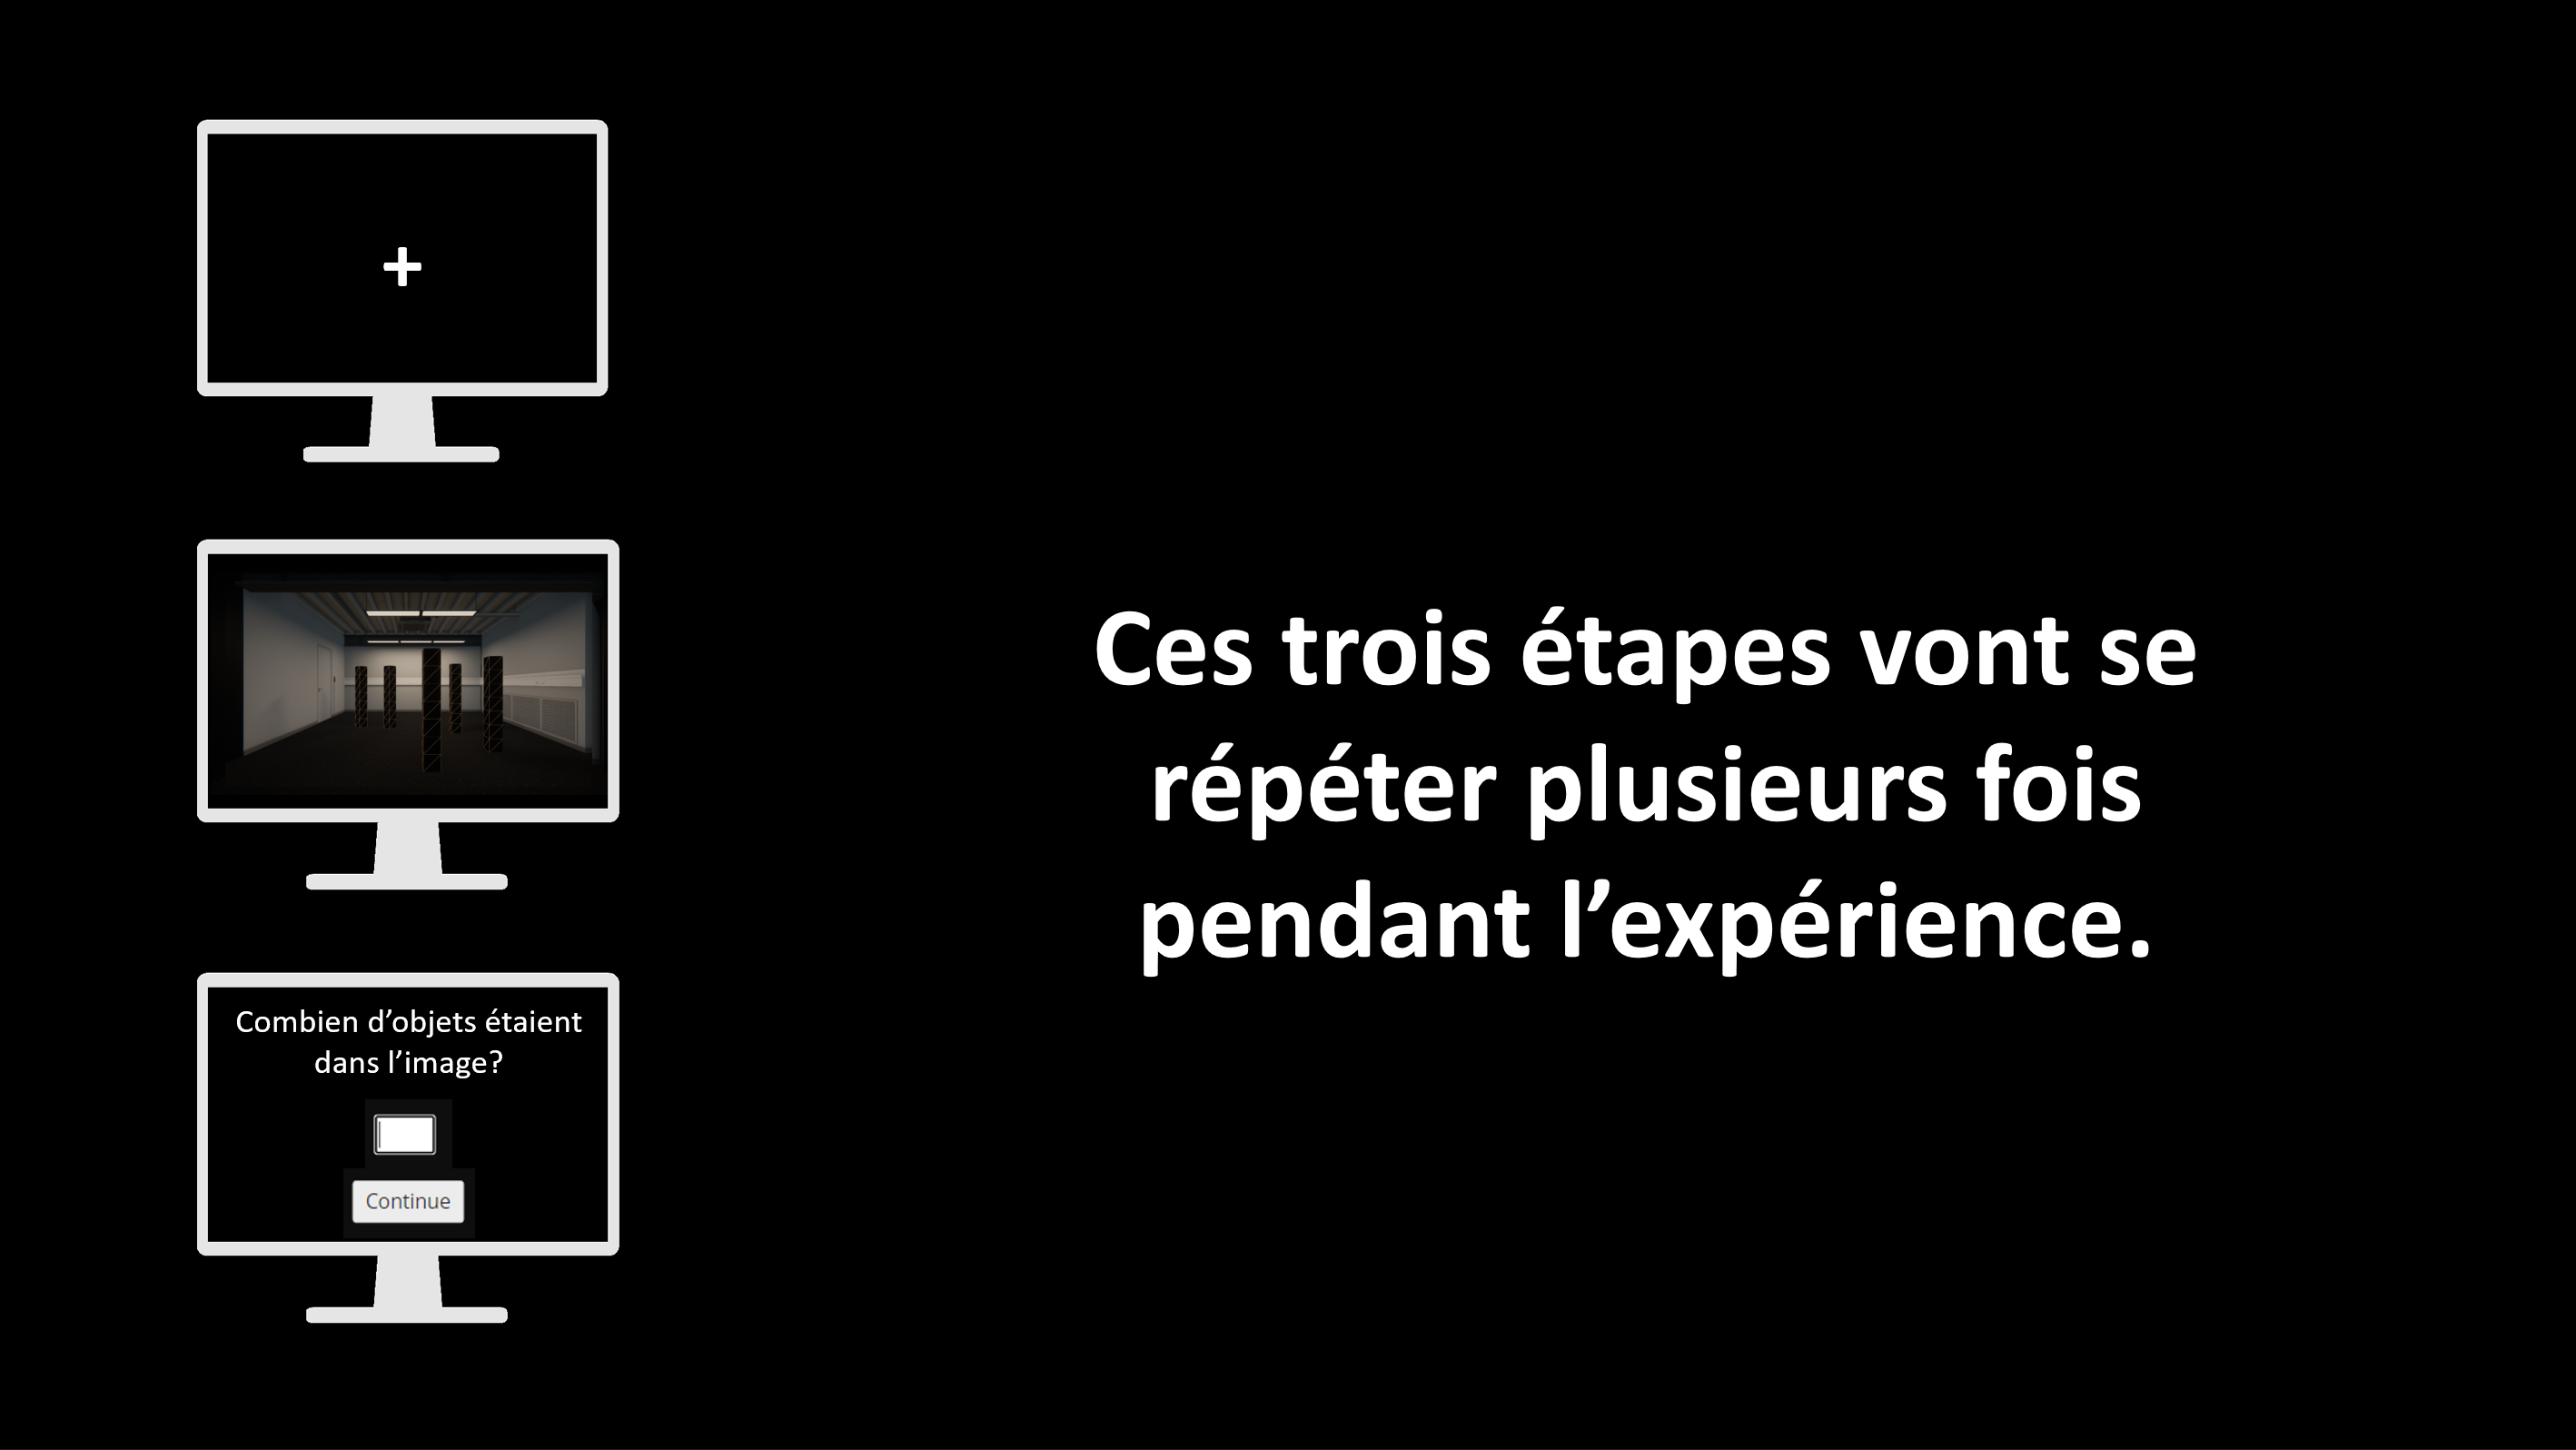 +
Ces trois étapes vont se
répéter plusieurs fois
pendant l’expérience.
Combien d’objets étaient
dans l’image?
Continue